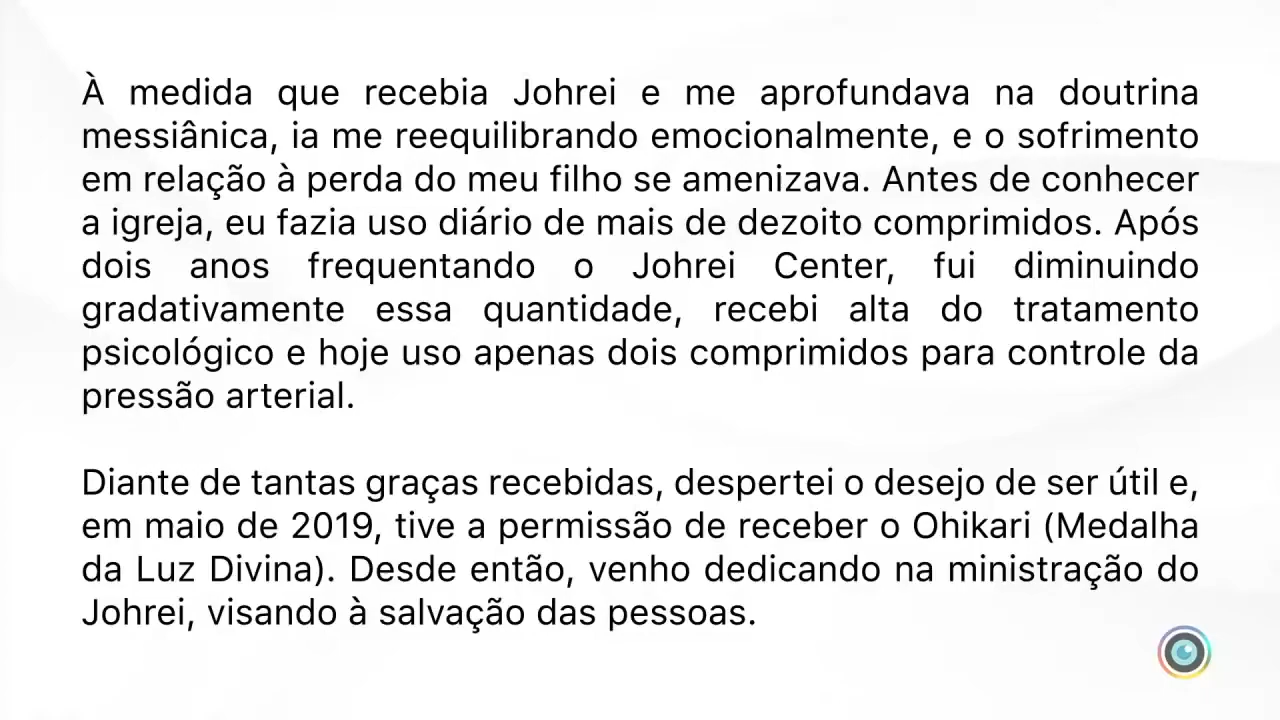 À medida que recebia Johrei e me aprofundava na doutrina
messiânica, ia me reequilibrando emocionalmente, e o sofrimento
em relação à perda do meu filho se amenizava. Antes de conhecer
a igreja, eu fazia uso diário de mais de dezoito comprimidos. Após
dois anos frequentando o Johrei Center, fui diminuindo
gradativamente essa quantidade, recebi alta do tratamento
psicológico e hoje uso apenas dois comprimidos para controle da
pressão arterial.
Diante de tantas graças recebidas, despertei o desejo de ser útil e,
em maio de 2019, tive a permissão de receber o Ohikari (Medalha
da Luz Divina). Desde então, venho dedicando na ministração do
Johrei, visando à salvação das pessoas.